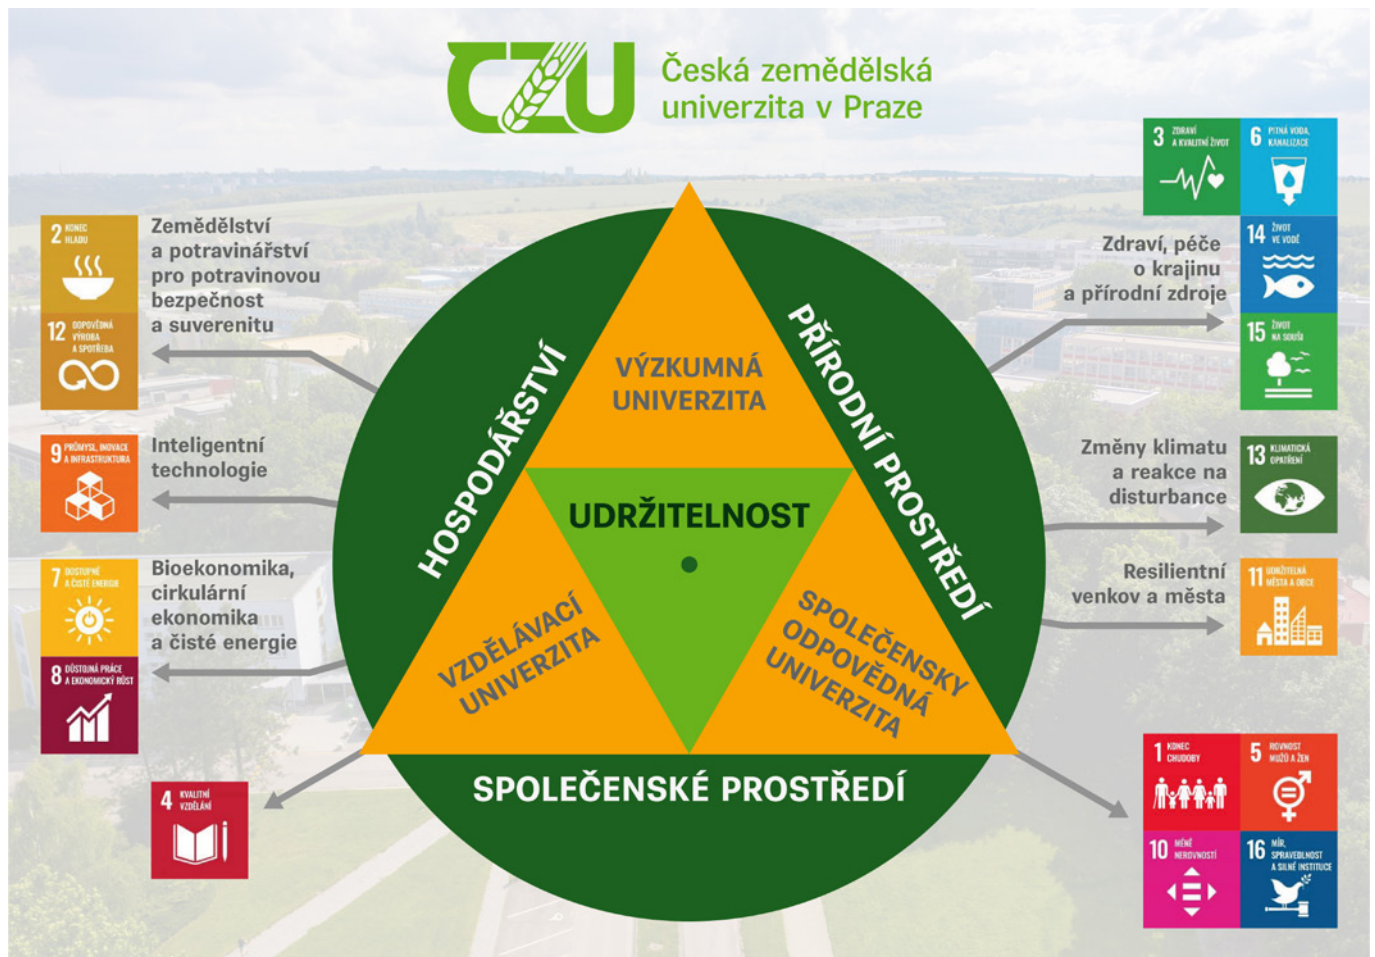 CZU
Česká zemědělská
univerzita v Praze
2 KONEC
HLADU
Zemědělství
a potravinářství
pro potravinovou
bezpečnost
a suverenitu
12 ODPOVĚDNÁ
VÝROBA
A SPOTŘEBA
9 PRŮMYSL, INOVACE
A INFRASTRUKTURA
Inteligentní
technologie
7 DOSTUPNÉ
A ČISTÉ ENERGIE
Bioekonomika,
cirkulární
ekonomika
a čisté energie
8 DŮSTOJNÁ PRÁCE
A EKONOMICKÝ RŮST
4 KVALITNÍ
VZDĚLÁNÍ
HOSPODÁŘSTVÍ
PŘÍRODNÍ PROSTŘEDÍ
SPOLEČENSKÉ PROSTŘEDÍ
VÝZKUMNÁ
UNIVERZITA
UDRŽITELNOST
VZDĚLÁVACÍ
UNIVERZITA
SPOLEČENSKY
ODPOVĚDNÁ
UNIVERZITA
3 ZDRAVÍ
A KVALITNÍ ŽIVOT
6 PITNÁ VODA,
KANALIZACE
Zdraví, péče
o krajinu
a přírodní zdroje
14 ŽIVOT
VE VODĚ
15 ŽIVOT
NA SOUŠI
Změny klimatu
a reakce na
disturbance
13 KLIMATICKÁ
OPATŘENÍ
Resilientní
venkov a města
11 UDRŽITELNÁ
MĚSTA A OBCE
1 KONEC
CHUDOBY
5 ROVNOST
MUŽŮ A ŽEN
10 MÉNĚ
NEROVNOSTÍ
16 MÍR,
SPRAVEDLNOST
A SILNÉ INSTITUCE